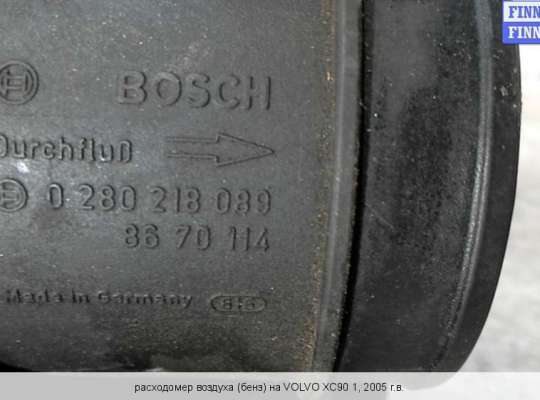 FINN
FINN
BOSCH
Durchfluß
0 280 218 089
86 70 114
Made in Germany
расходомер воздуха (бенз) на VOLVO XC90 1, 2005 г.в.